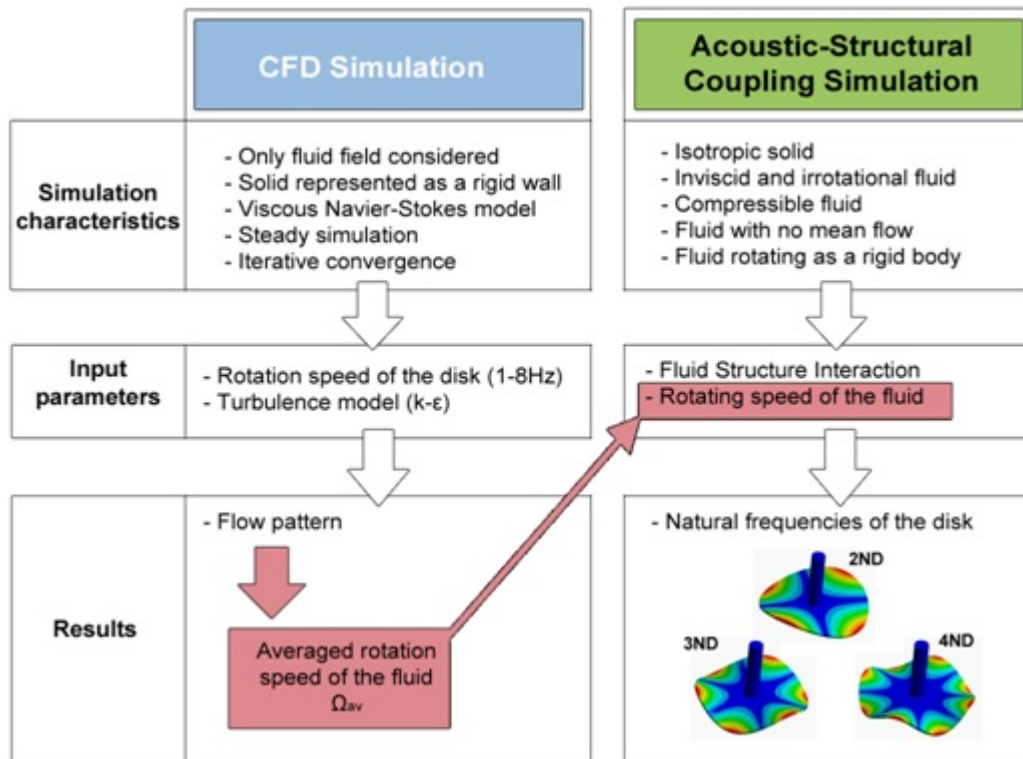 CFD Simulation
Acoustic-Structural
Coupling Simulation
Simulation
characteristics
- Only fluid field considered
- Solid represented as a rigid wall
- Viscous Navier-Stokes model
- Steady simulation
- Iterative convergence
- Isotropic solid
- Inviscid and irrotational fluid
- Compressible fluid
- Fluid with no mean flow
- Fluid rotating as a rigid body
Input
parameters
- Rotation speed of the disk (1-8Hz)
- Turbulence model (k-ε)
- Fluid Structure Interaction
- Rotating speed of the fluid
Results
- Flow pattern
Averaged rotation
speed of the fluid
Ωav
- Natural frequencies of the disk
2ND
3ND
4ND